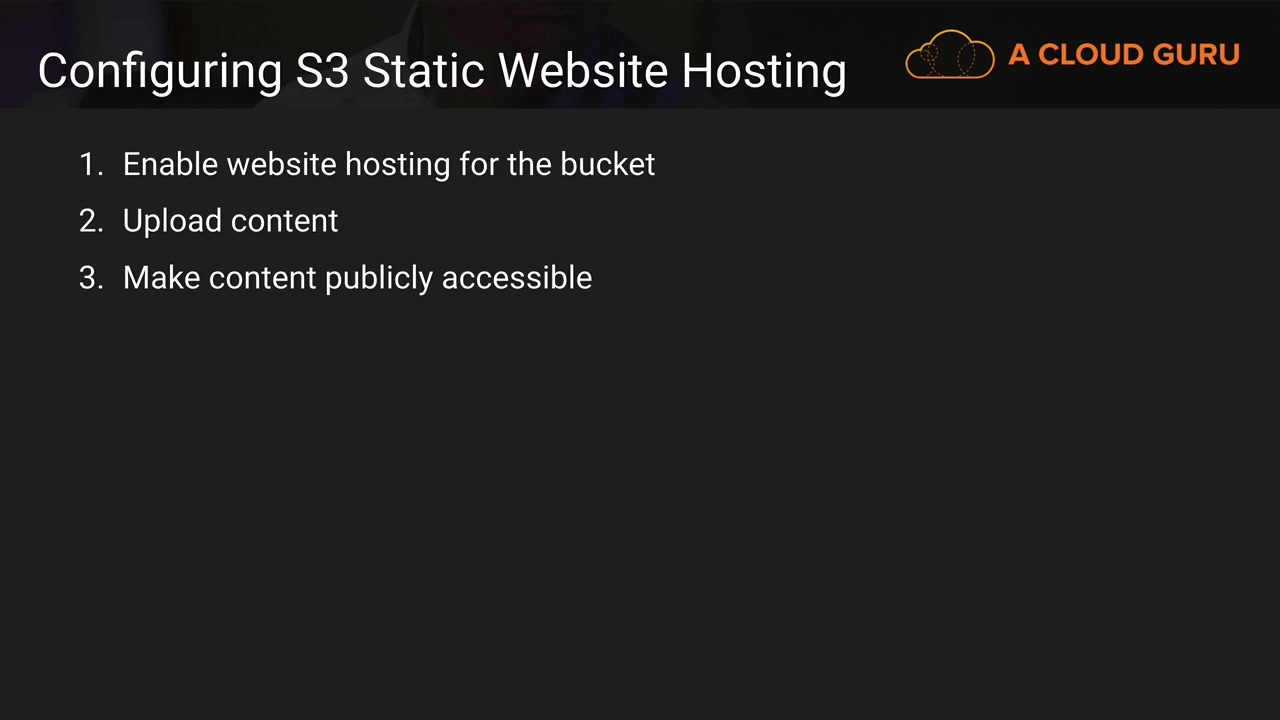 Configuring S3 Static Website Hosting
A CLOUD GURU
1. Enable website hosting for the bucket
2. Upload content
3. Make content publicly accessible